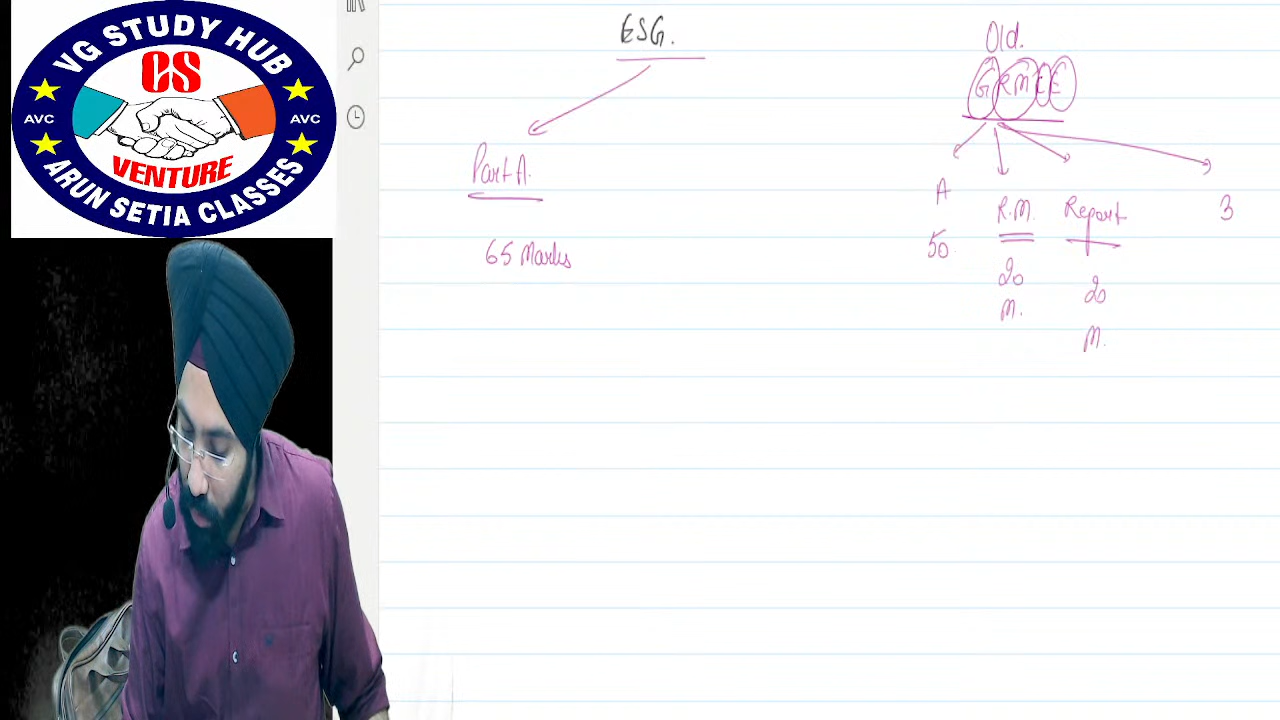 VG STUDY HUB
CS
AVC
AVC
VENTURE
ARUN SETIA CLASSES
ESG.
Part A.
65 Marks
Old.
G R M E E
A
R.M.
Report
3
50.
20
M.
20
M.